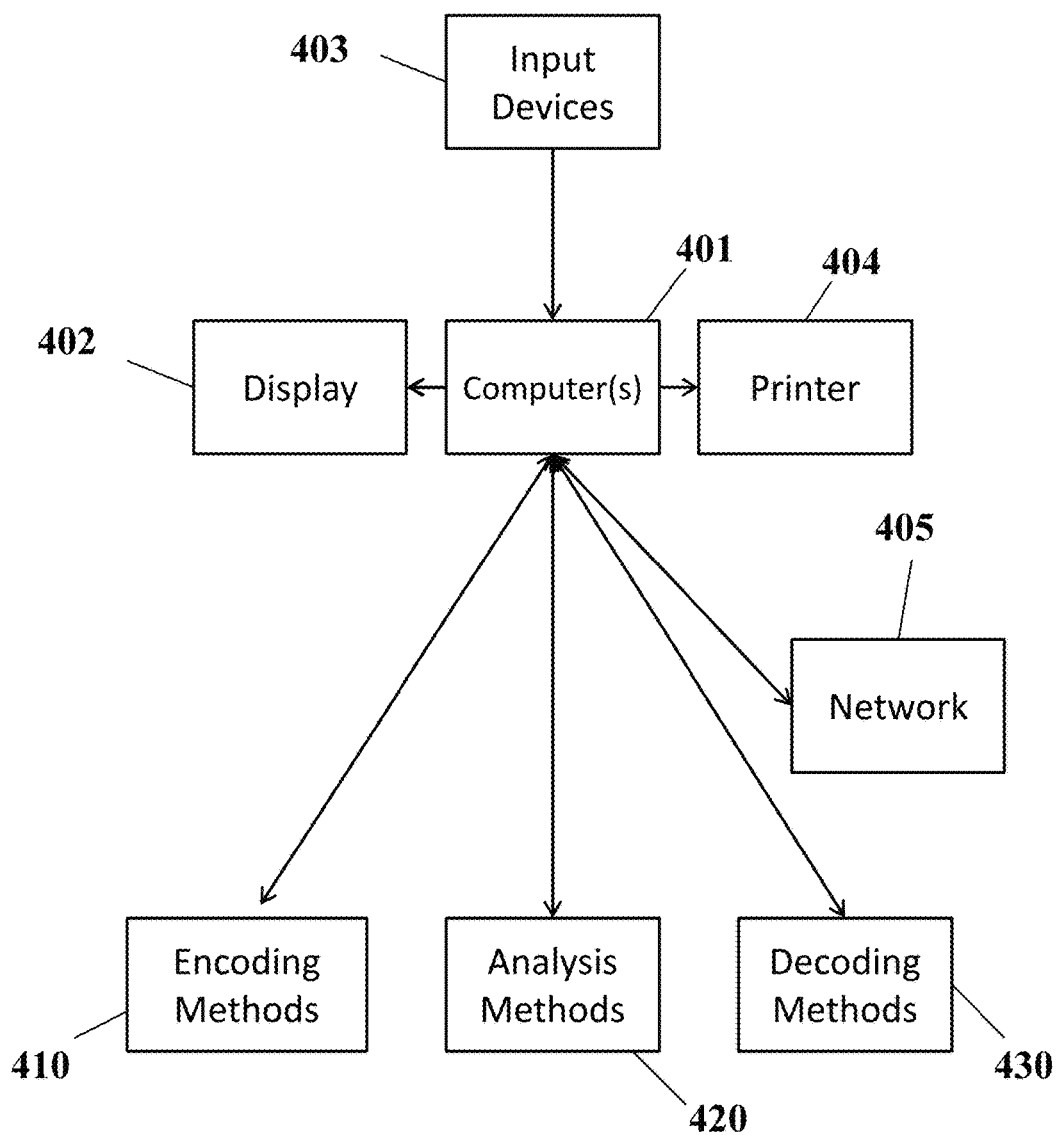 403
Input
Devices
401
404
402
Display
Computer(s)
Printer
405
Network
Encoding
Methods
Analysis
Methods
Decoding
Methods
410
420
430